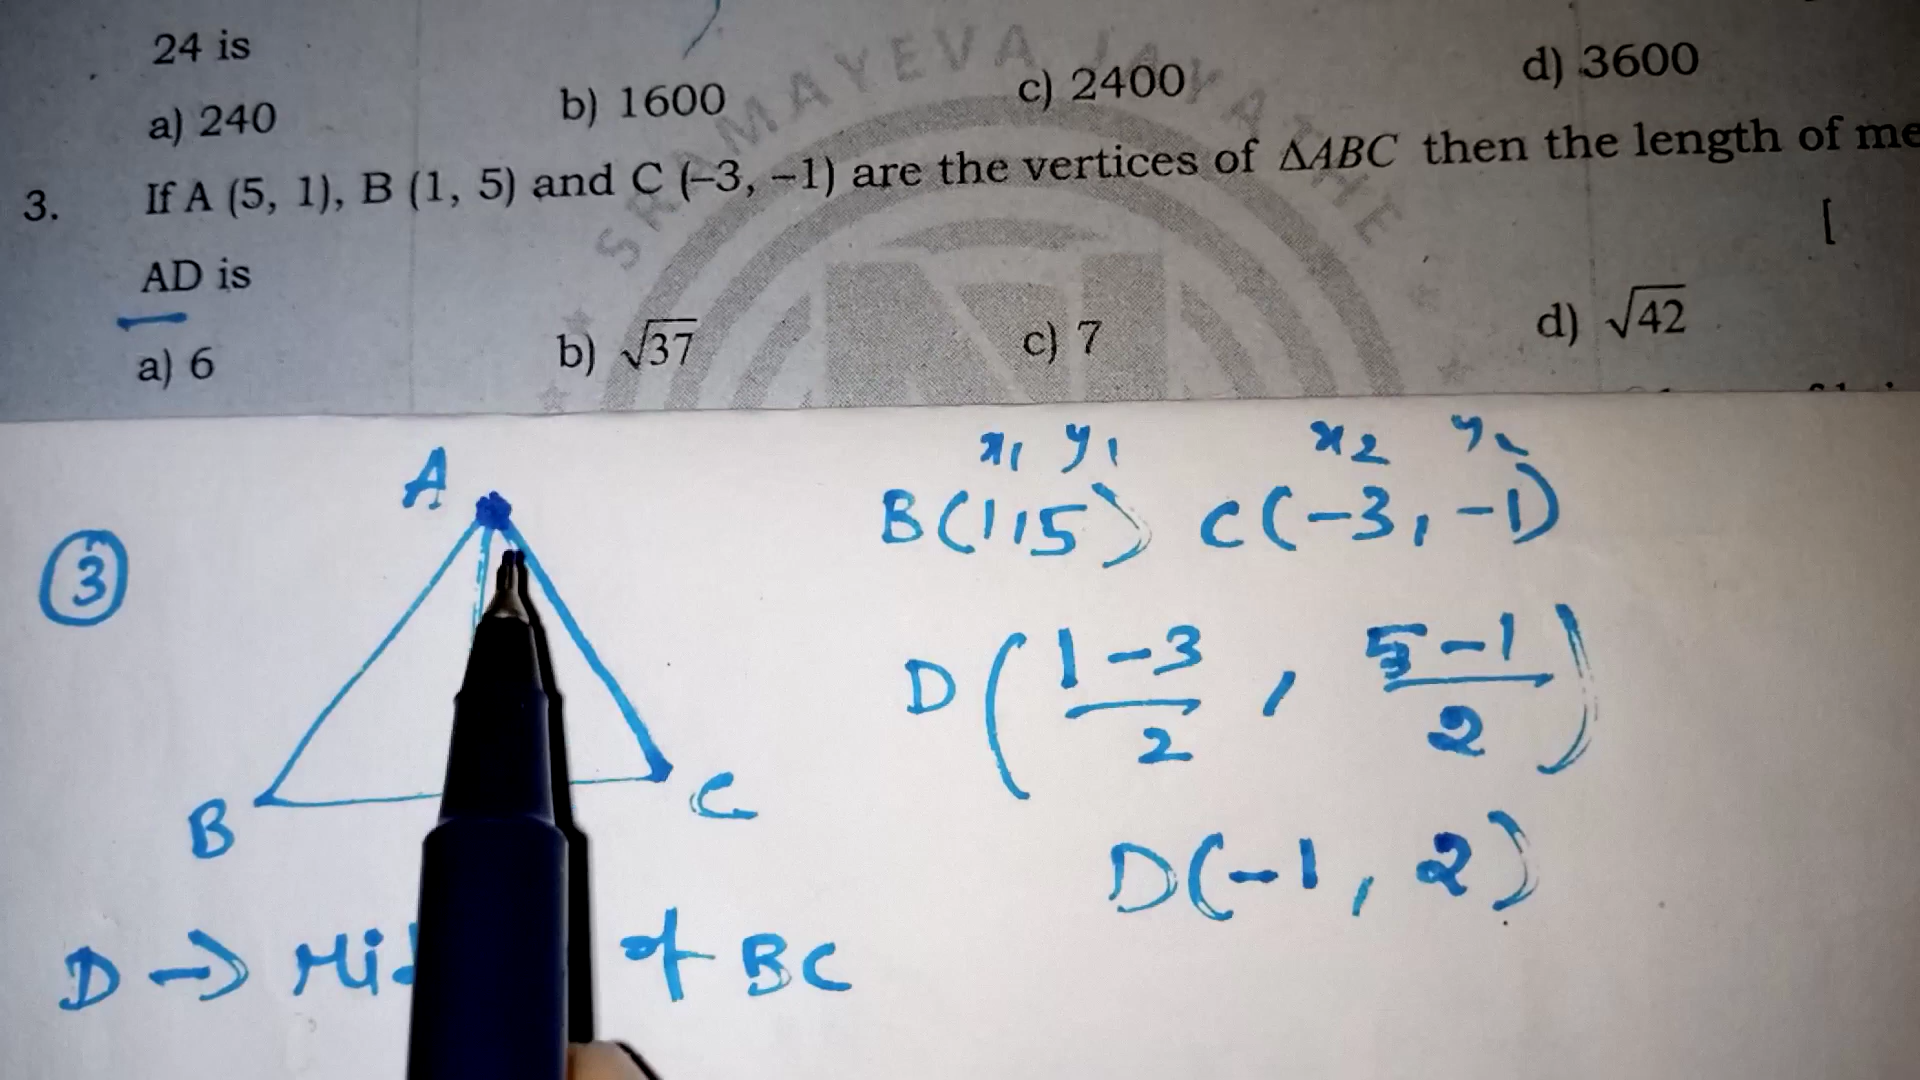 24 is
a) 240 b) 1600 c) 2400 d) 3600
3. If A (5, 1), B (1, 5) and C (–3, –1) are the vertices of ΔABC then the length of me
[
AD is
a) 6 b) √37 c) 7 d) √42
SRAMAYEVA JAYATHE
A
x1 y1 x2 y2
B(1,5) C(-3, -1)
3
D(1-3/2, 5-1/2)
B C
D(-1, 2)
D → of BC